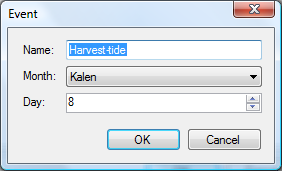 Event
Name: Harvest-tide
Month: Kalen
Day: 8
OK Cancel